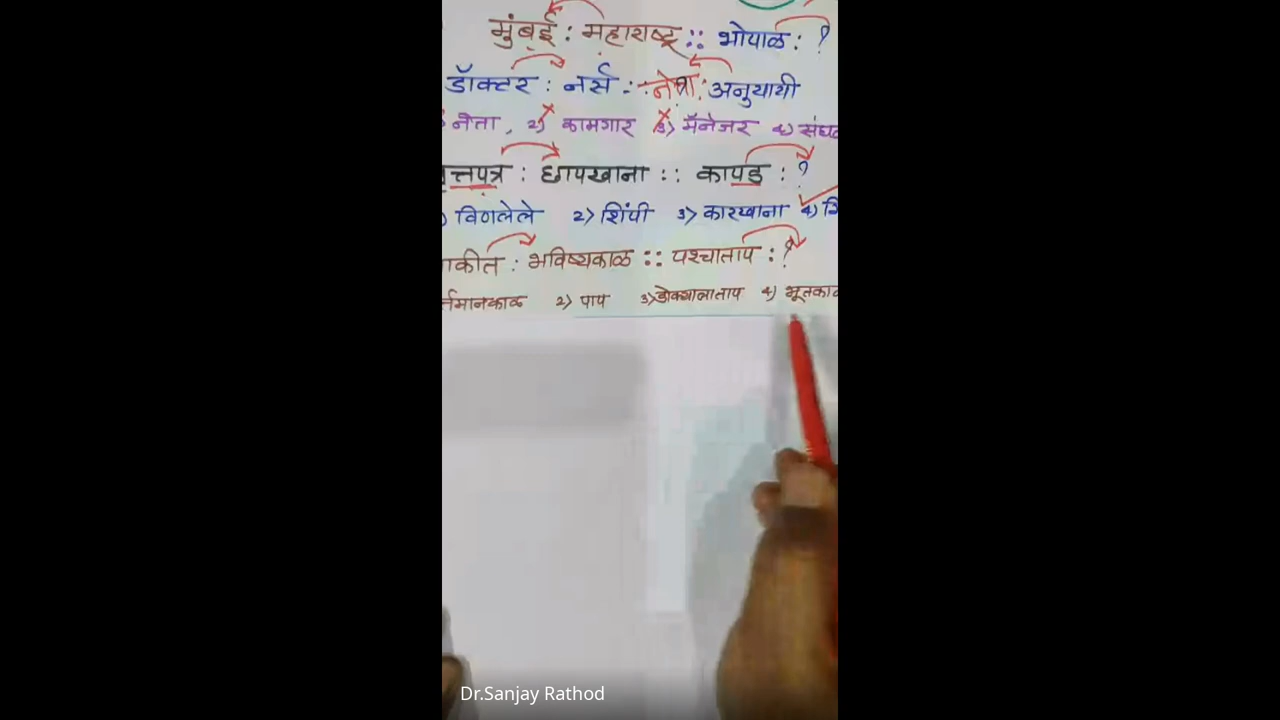 मुंबई : महाराष्ट्र :: भोपाळ : ?
डॉक्टर : नर्स :: नेता : अनुयायी
नेता , 2) कामगार 3) मॅनेजर 4)
: छापखाना :: कापड : ?
विणलेले 2) शिंपी 3) कारखाना 4)
: भविष्यकाळ :: पश्चाताप : ?
2) पाप 3) डोक्यालाताप 4)
Dr.Sanjay Rathod